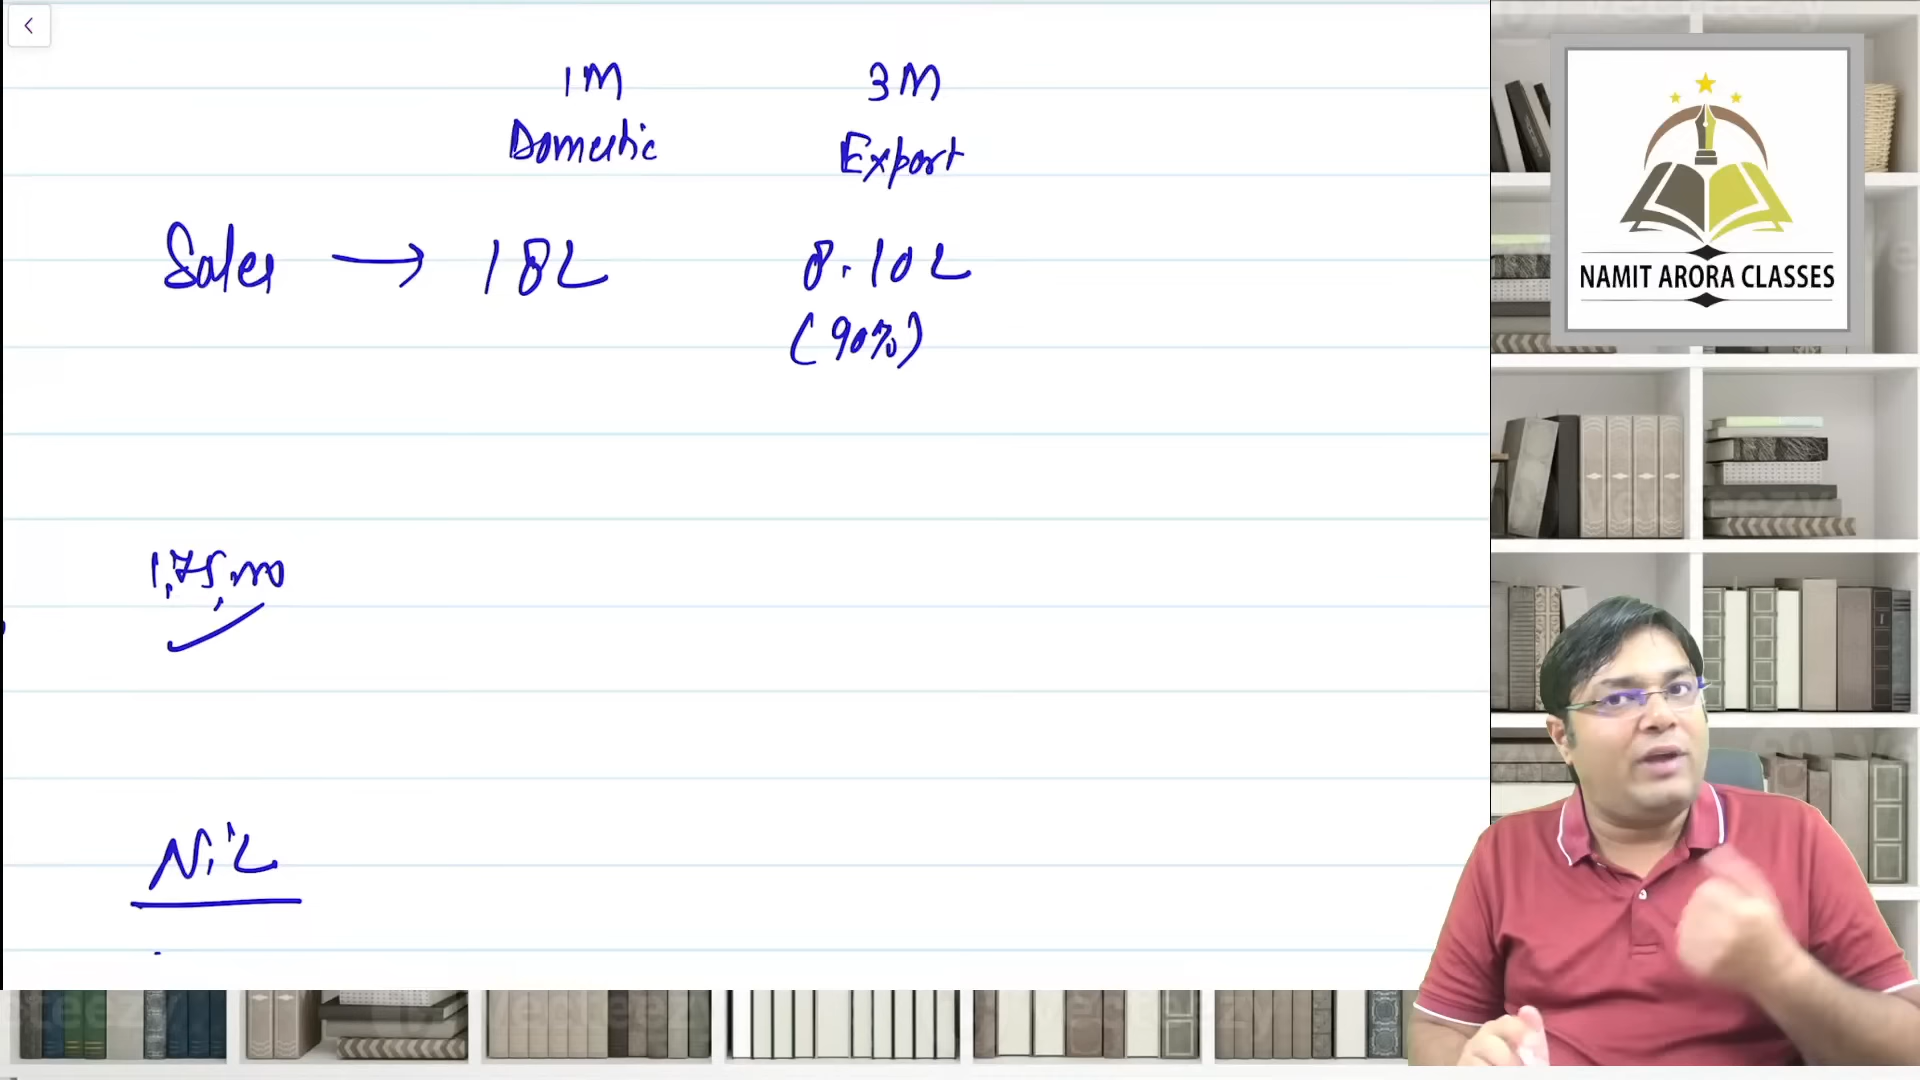 1M 3M
Domestic Export
Sales → 18L 8.10L
(90%)
1,75,000
NiL
NAMIT ARORA CLASSES